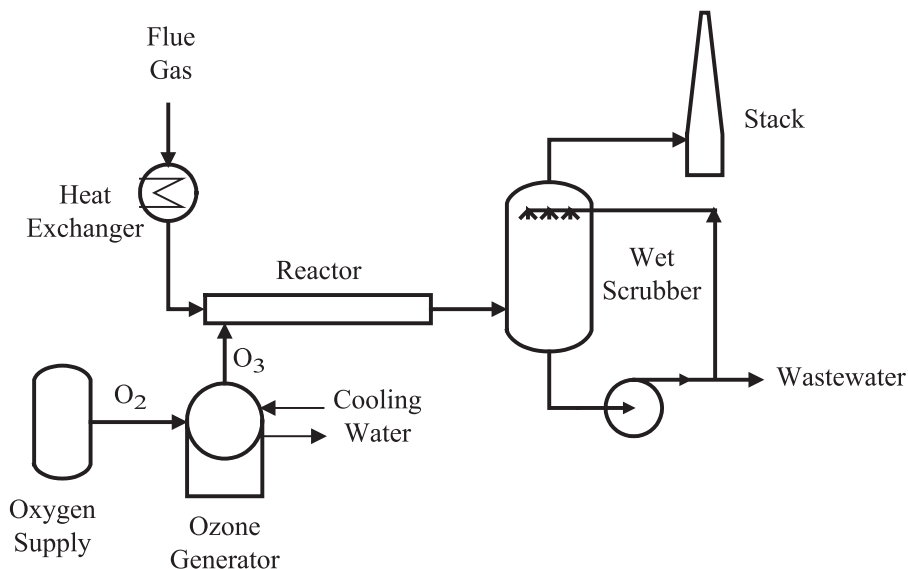 Flue
Gas
Stack
Heat
Exchanger
Wet
Scrubber
Reactor
O3
O2
Cooling
Water
Wastewater
Oxygen
Supply
Ozone
Generator